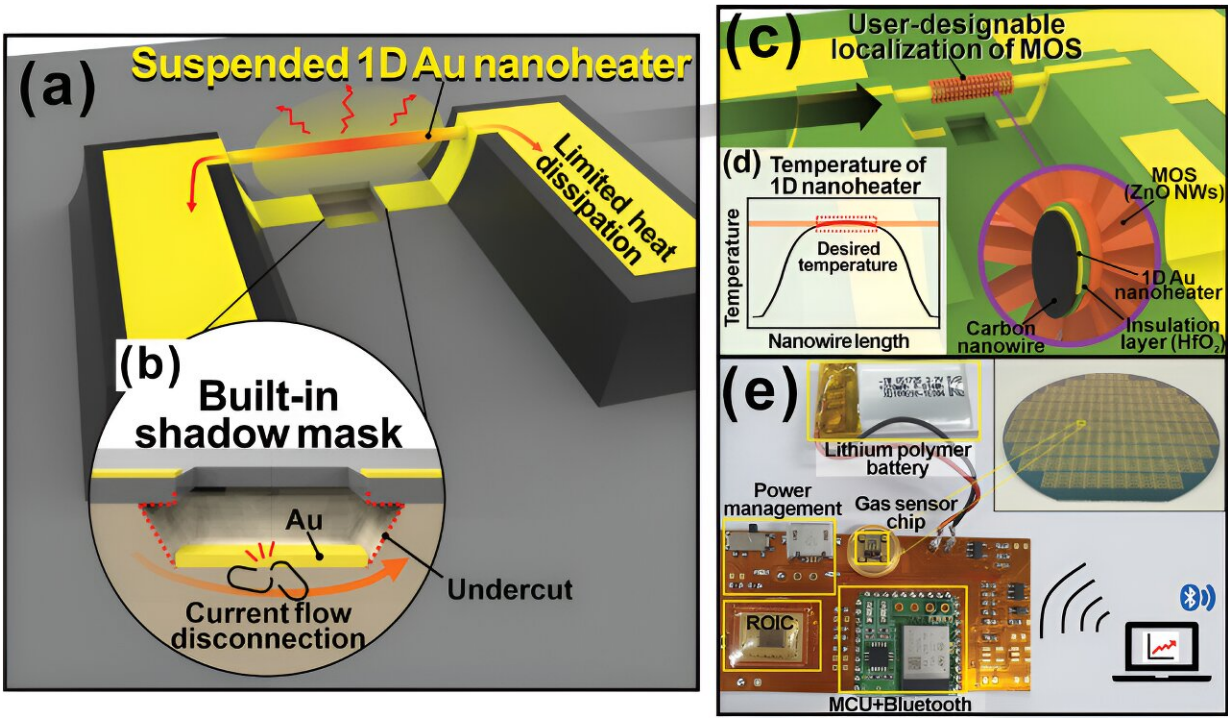 (a)
Suspended 1D Au nanoheater
Limited heat
dissipation
(b)
Built-in
shadow mask
Au
Undercut
Current flow
disconnection
(c)
User-designable
localization of MOS
(d)
Temperature of
1D nanoheater
Temperature
Desired
temperature
Nanowire length
MOS
(ZnO NWs)
1D Au
nanoheater
Carbon
nanowire
Insulation
layer (HfO₂)
(e)
Lithium polymer
battery
Power
management
Gas sensor
chip
ROIC
MCU+Bluetooth